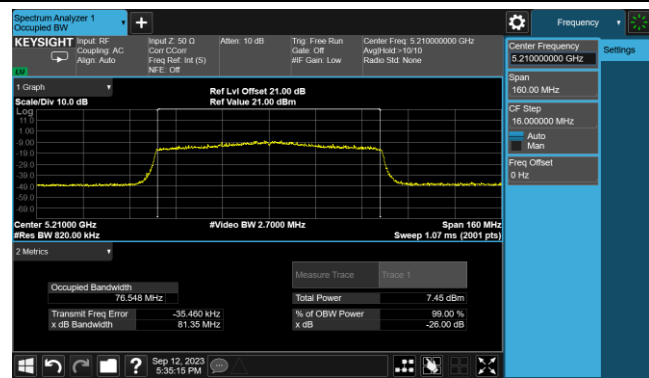 Spectrum Analyzer 1
Occupied BW
Frequency
KEYSIGHT
Input: RF
Coupling: AC
Align: Auto
Input Z: 50 Ω
Corr CCorr
Freq Ref: Int (S)
NFE: Off
Atten: 10 dB
Trig: Free Run
Gate: Off
#IF Gain: Low
Center Freq: 5.210000000 GHz
Avg|Hold:>10/10
Radio Std: None
LV
Center Frequency
5.210000000 GHz
Settings
Span
160.00 MHz
CF Step
16.000000 MHz
Auto
Man
Freq Offset
0 Hz
1 Graph
Scale/Div 10.0 dB
Ref Lvl Offset 21.00 dB
Ref Value 21.00 dBm
Log
11.0
1.00
-9.00
-19.0
-29.0
-39.0
-49.0
-59.0
-69.0
Center 5.21000 GHz
#Res BW 820.00 kHz
#Video BW 2.7000 MHz
Span 160 MHz
Sweep 1.07 ms (2001 pts)
2 Metrics
Measure Trace
Trace 1
Occupied Bandwidth
76.548 MHz
Total Power
7.45 dBm
Transmit Freq Error
-35.460 kHz
% of OBW Power
99.00 %
x dB Bandwidth
81.35 MHz
x dB
-26.00 dB
?
Sep 12, 2023
5:35:15 PM